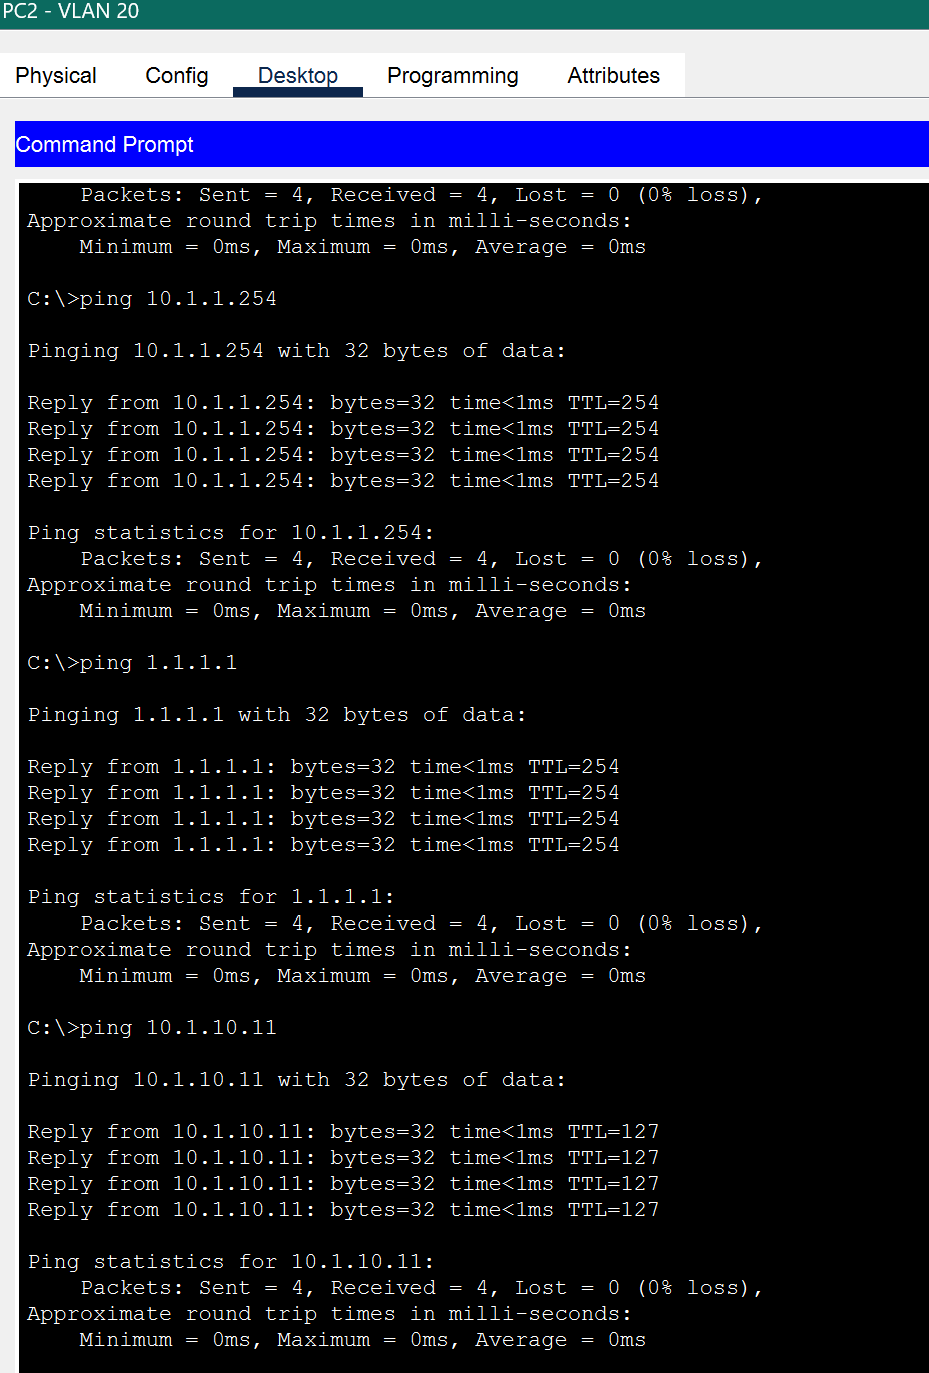 PC2 - VLAN 20
Physical Config Desktop Programming Attributes
Command Prompt
Packets: Sent = 4, Received = 4, Lost = 0 (0% loss),
Approximate round trip times in milli-seconds:
Minimum = 0ms, Maximum = 0ms, Average = 0ms
C:\>ping 10.1.1.254
Pinging 10.1.1.254 with 32 bytes of data:
Reply from 10.1.1.254: bytes=32 time<1ms TTL=254
Reply from 10.1.1.254: bytes=32 time<1ms TTL=254
Reply from 10.1.1.254: bytes=32 time<1ms TTL=254
Reply from 10.1.1.254: bytes=32 time<1ms TTL=254
Ping statistics for 10.1.1.254:
Packets: Sent = 4, Received = 4, Lost = 0 (0% loss),
Approximate round trip times in milli-seconds:
Minimum = 0ms, Maximum = 0ms, Average = 0ms
C:\>ping 1.1.1.1
Pinging 1.1.1.1 with 32 bytes of data:
Reply from 1.1.1.1: bytes=32 time<1ms TTL=254
Reply from 1.1.1.1: bytes=32 time<1ms TTL=254
Reply from 1.1.1.1: bytes=32 time<1ms TTL=254
Reply from 1.1.1.1: bytes=32 time<1ms TTL=254
Ping statistics for 1.1.1.1:
Packets: Sent = 4, Received = 4, Lost = 0 (0% loss),
Approximate round trip times in milli-seconds:
Minimum = 0ms, Maximum = 0ms, Average = 0ms
C:\>ping 10.1.10.11
Pinging 10.1.10.11 with 32 bytes of data:
Reply from 10.1.10.11: bytes=32 time<1ms TTL=127
Reply from 10.1.10.11: bytes=32 time<1ms TTL=127
Reply from 10.1.10.11: bytes=32 time<1ms TTL=127
Reply from 10.1.10.11: bytes=32 time<1ms TTL=127
Ping statistics for 10.1.10.11:
Packets: Sent = 4, Received = 4, Lost = 0 (0% loss),
Approximate round trip times in milli-seconds:
Minimum = 0ms, Maximum = 0ms, Average = 0ms